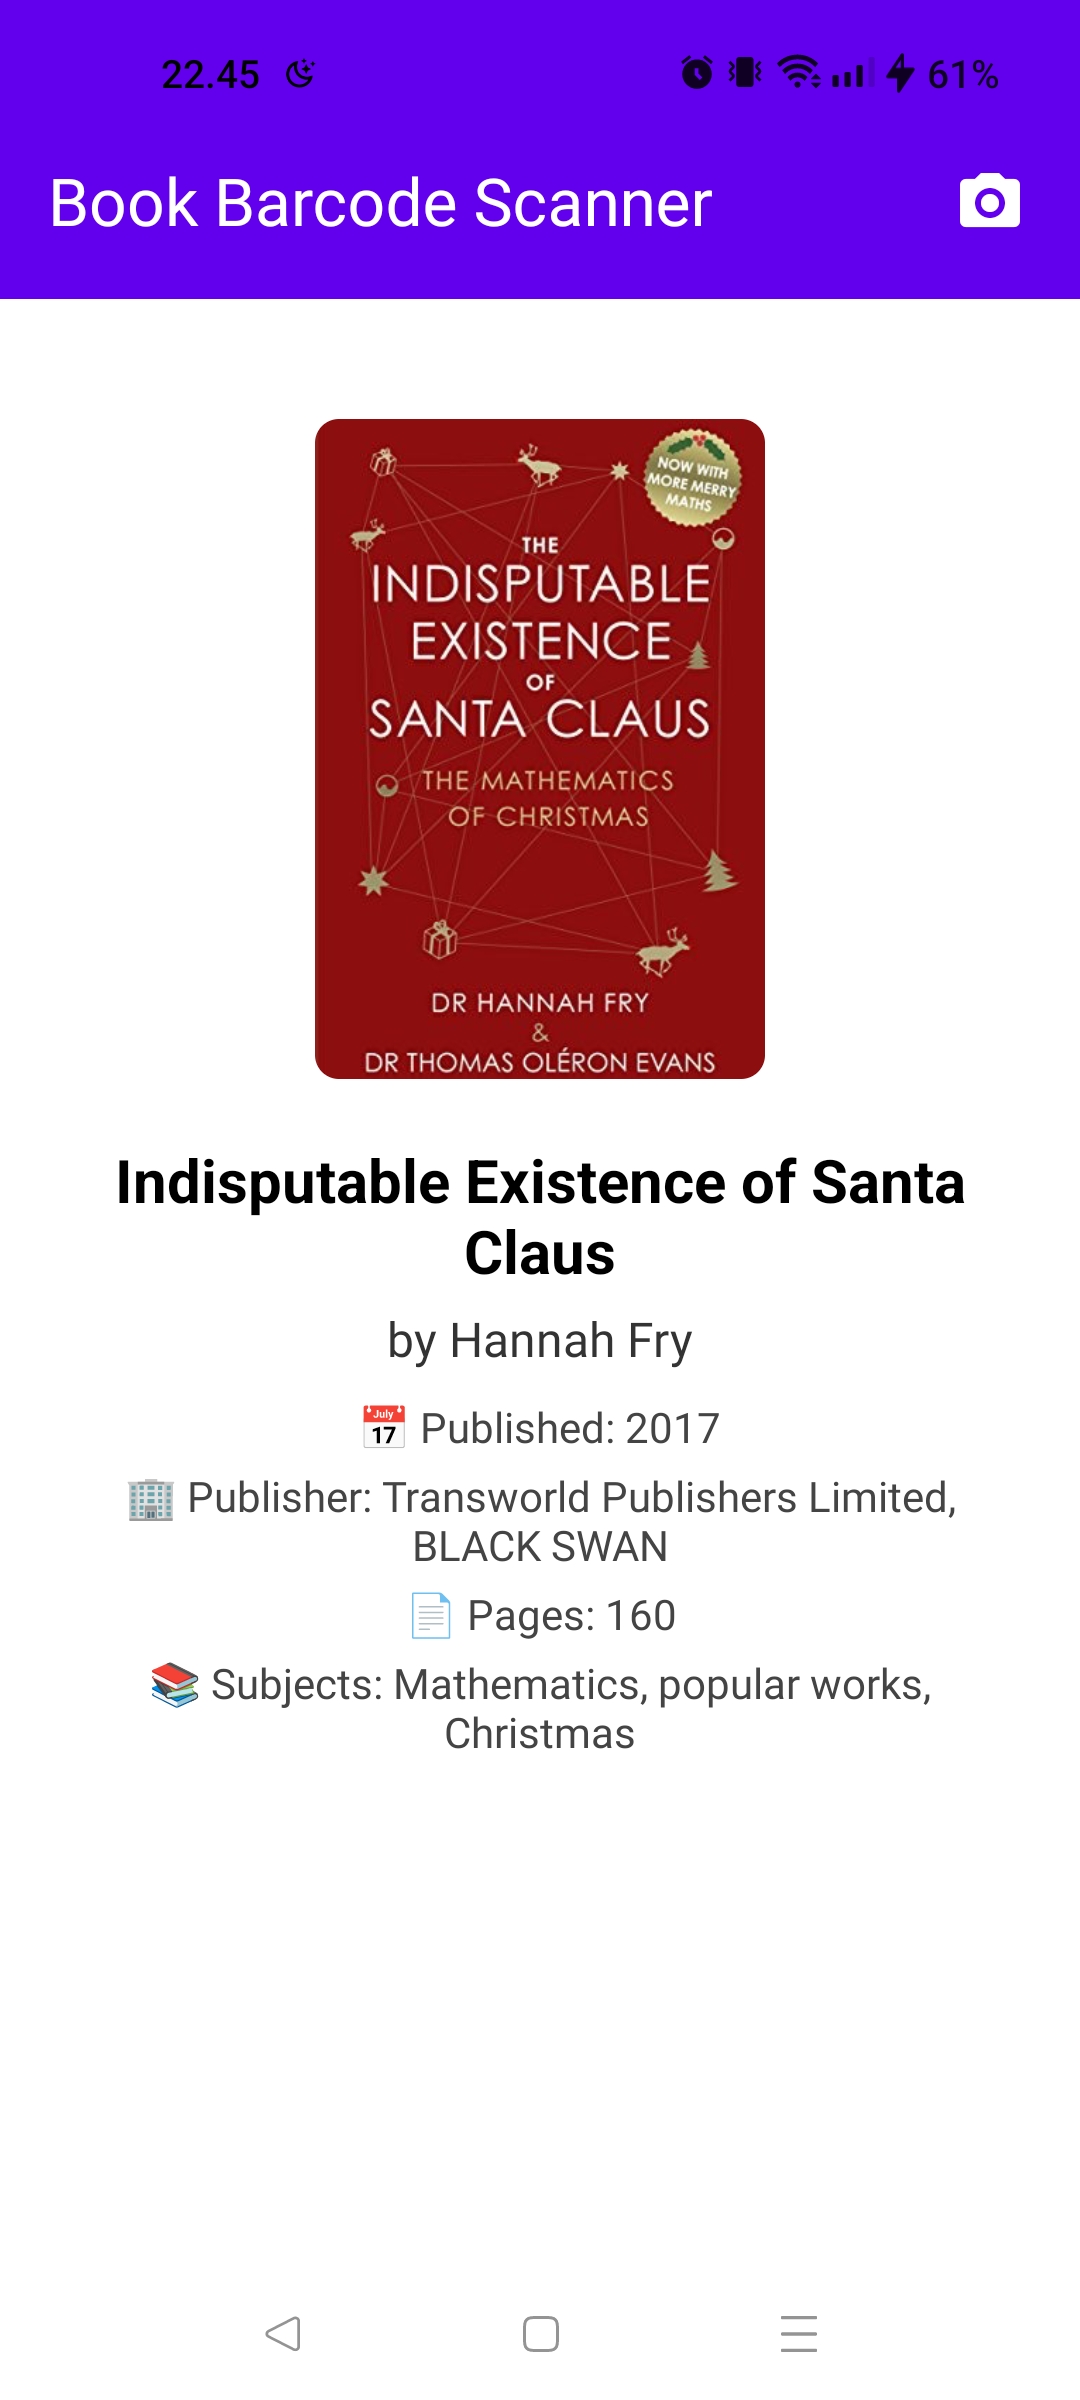 22.45
61%
Book Barcode Scanner
NOW WITH
MORE MERRY
MATHS
THE
INDISPUTABLE
EXISTENCE
OF
SANTA CLAUS
THE MATHEMATICS
OF CHRISTMAS
DR HANNAH FRY
&
DR THOMAS OLÉRON EVANS
Indisputable Existence of Santa
Claus
by Hannah Fry
July
17
Published: 2017
Publisher: Transworld Publishers Limited,
BLACK SWAN
Pages: 160
Subjects: Mathematics, popular works,
Christmas